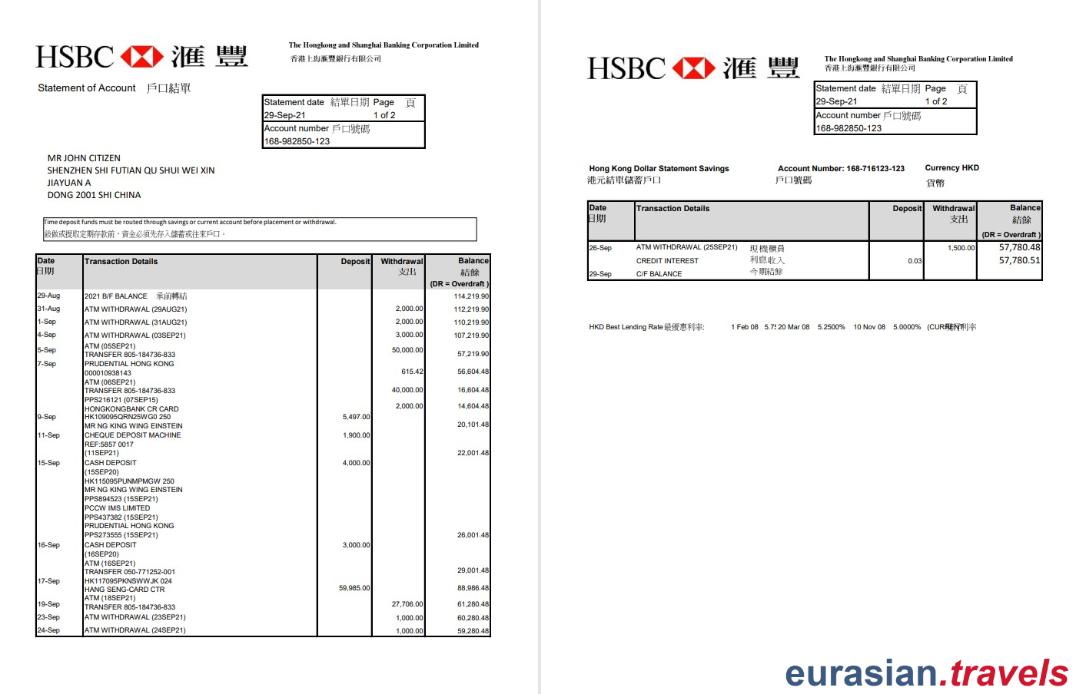 HSBC 滙豐
The Hongkong and Shanghai Banking Corporation Limited
香港上海滙豐銀行有限公司
Statement of Account 戶口結單
Statement date 結單日期 Page 頁
29-Sep-21 1 of 2
Account number 戶口號碼
168-982850-123
MR JOHN CITIZEN
SHENZHEN SHI FUTIAN QU SHUI WEI XIN
JIAYUAN A
DONG 2001 SHI CHINA
Time deposit funds must be routed through savings or current account before placement or withdrawal.
敍做或提取定期存款前，資金必須先存入儲蓄或往來戶口。
Date Transaction Details Deposit Withdrawal Balance
日期 支出 結餘
(DR = Overdraft )
29-Aug 2021 B/F BALANCE 承前轉結 114,219.90
31-Aug ATM WITHDRAWAL (29AUG21) 2,000.00 112,219.90
1-Sep ATM WITHDRAWAL (31AUG21) 2,000.00 110,219.90
4-Sep ATM WITHDRAWAL (03SEP21) 3,000.00 107,219.90
5-Sep ATM (05SEP21)
TRANSFER 805-184736-833 50,000.00 57,219.90
7-Sep PRUDENTIAL HONG KONG
000010938143 615.42 56,604.48
ATM (06SEP21)
TRANSFER 805-184736-833 40,000.00 16,604.48
PPS216121 (07SEP15)
HONGKONGBANK CR CARD 2,000.00 14,604.48
9-Sep HK109095QRN25WG0 250 5,497.00
MR NG KING WING EINSTEIN 20,101.48
11-Sep CHEQUE DEPOSIT MACHINE 1,900.00
REF:5857 0017
(11SEP21) 22,001.48
15-Sep CASH DEPOSIT 4,000.00
(15SEP20)
HK115095PUNMPMGW 250
MR NG KING WING EINSTEIN
PPS894523 (15SEP21)
PCCW IMS LIMITED
PPS437382 (15SEP21)
PRUDENTIAL HONG KONG
PPS273555 (15SEP21) 26,001.48
16-Sep CASH DEPOSIT 3,000.00
(16SEP20)
ATM (16SEP21)
TRANSFER 050-771252-001 29,001.48
17-Sep HK117095PKNSWWJK 024
HANG SENG-CARD CTR 59,985.00 88,986.48
19-Sep ATM (18SEP21)
TRANSFER 805-184736-833 27,706.00 61,280.48
23-Sep ATM WITHDRAWAL (23SEP21) 1,000.00 60,280.48
24-Sep ATM WITHDRAWAL (24SEP21) 1,000.00 59,280.48
HSBC 滙豐
The Hongkong and Shanghai Banking Corporation Limited
香港上海滙豐銀行有限公司
Statement date 結單日期 Page 頁
29-Sep-21 1 of 2
Account number 戶口號碼
168-982850-123
Hong Kong Dollar Statement Savings Account Number: 168-716123-123 Currency HKD
港元結單儲蓄戶口 戶口號碼 貨幣
Date Transaction Details Deposit Withdrawal Balance
日期 支出 結餘
(DR = Overdraft )
26-Sep ATM WITHDRAWAL (25SEP21) 現機櫃員 1,500.00 57,780.48
CREDIT INTEREST 利息收入 0.03 57,780.51
29-Sep C/F BALANCE 今期結餘
HKD Best Lending Rate 最優惠利率: 1 Feb 08 20 Mar 08 5.2500% 10 Nov 08 5.0000%
eurasian.travels